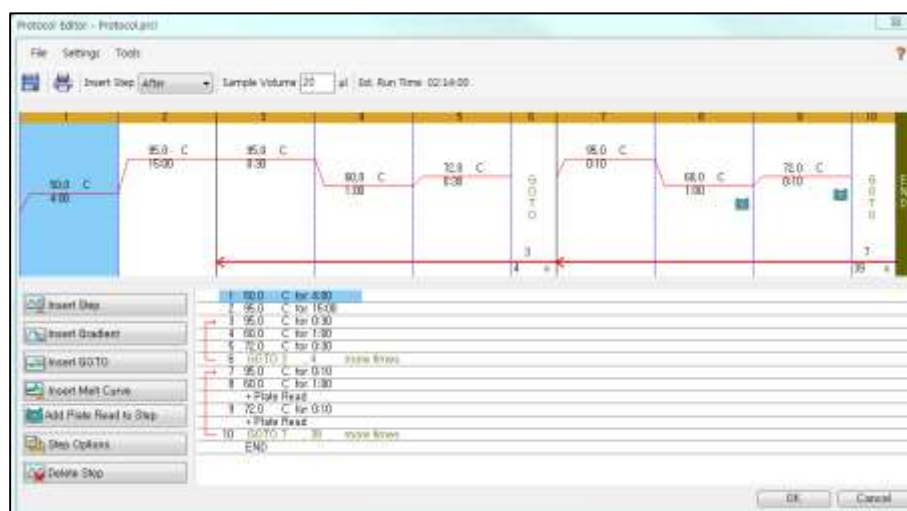 Protocol Editor - Protocol.prcl
File Settings Tools
?
Insert Step After Sample Volume 20 µl Est. Run Time 02:14:00
1 2 3 4 5 6 7 8 9 10
95.0 C 95.0 C 95.0 C
15:00 0:30 0:10
72.0 C 72.0 C
60.0 C 0:30 60.0 C 0:10
4:00 1:00 1:00
GOTO GOTO END
3 7
4 x
Insert Step
Insert Gradient
Insert GOTO
Insert Melt Curve
Add Plate Read to Step
Step Options
Delete Step
C for 4:00
2 95.0 C for 15:00
3 95.0 C for 0:30
4 60.0 C for 1:00
5 72.0 C for 0:30
6 GOTO 3 4 more times
7 95.0 C for 0:10
8 60.0 C for 1:00
+ Plate Read
9 72.0 C for 0:10
+ Plate Read
10 GOTO 7 more times
END
OK Cancel